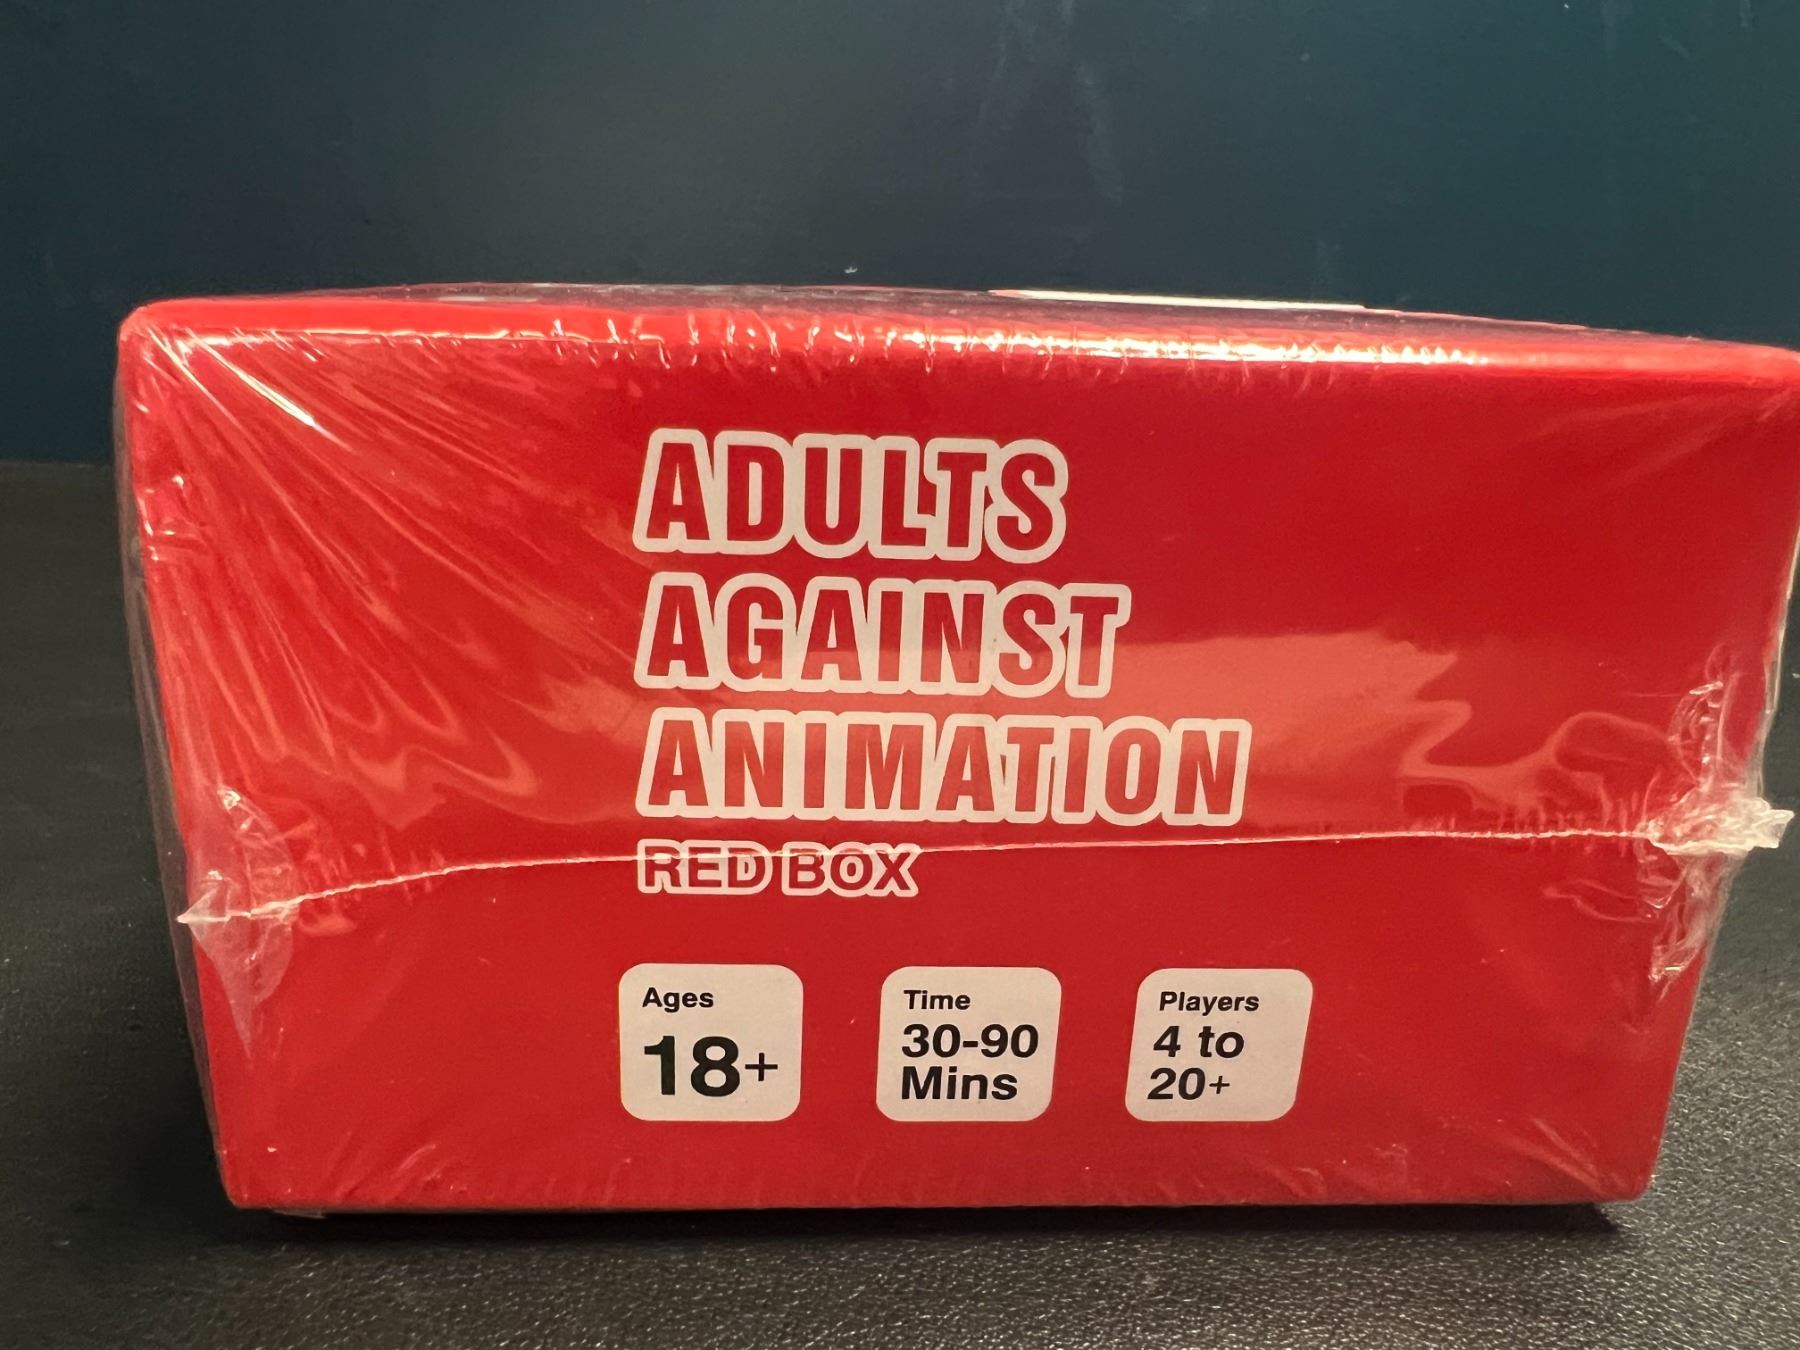 ADULTS
AGAINST
ANIMATION
RED BOX
Ages
18+
Time
30-90
Mins
Players
4 to
20+